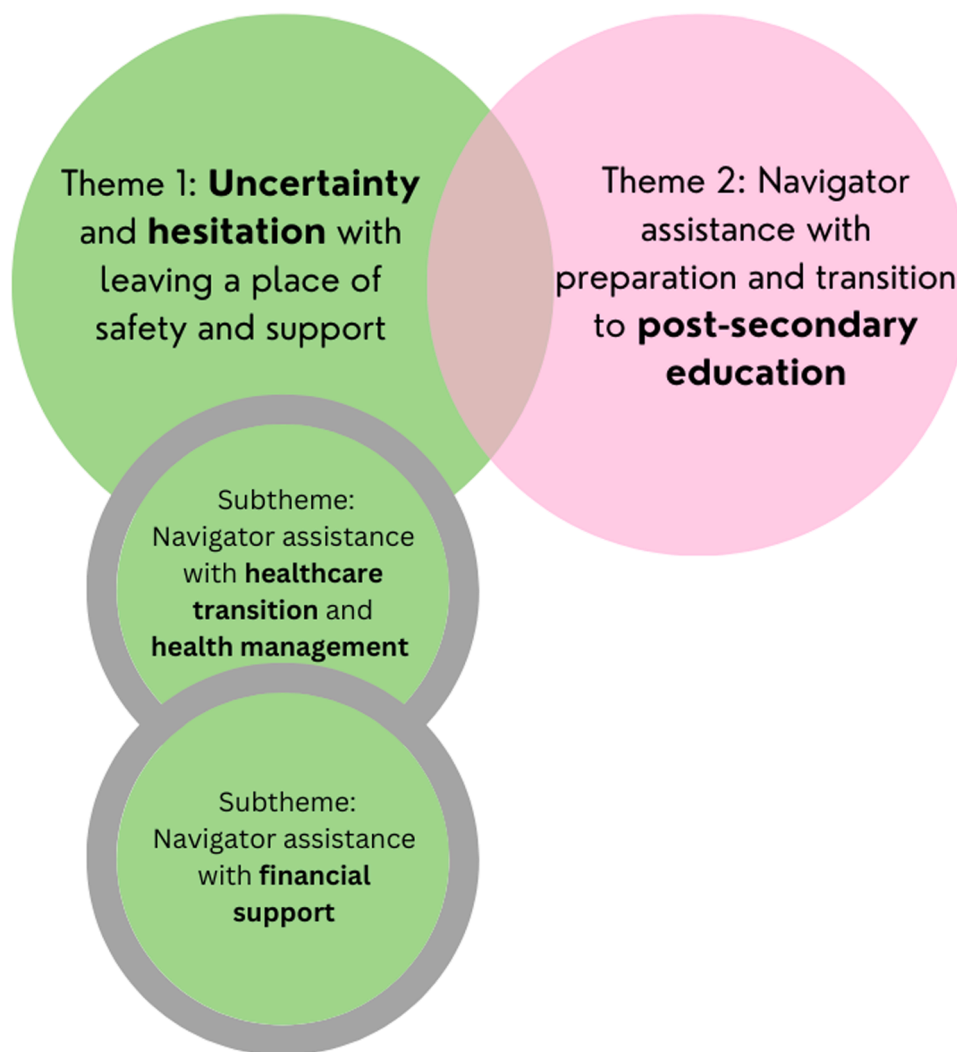 Theme 1: Uncertainty
and hesitation with
leaving a place of
safety and support
Theme 2: Navigator
assistance with
preparation and transition
to post-secondary
education
Subtheme:
Navigator assistance
with healthcare
transition and
health management
Subtheme:
Navigator assistance
with financial
support